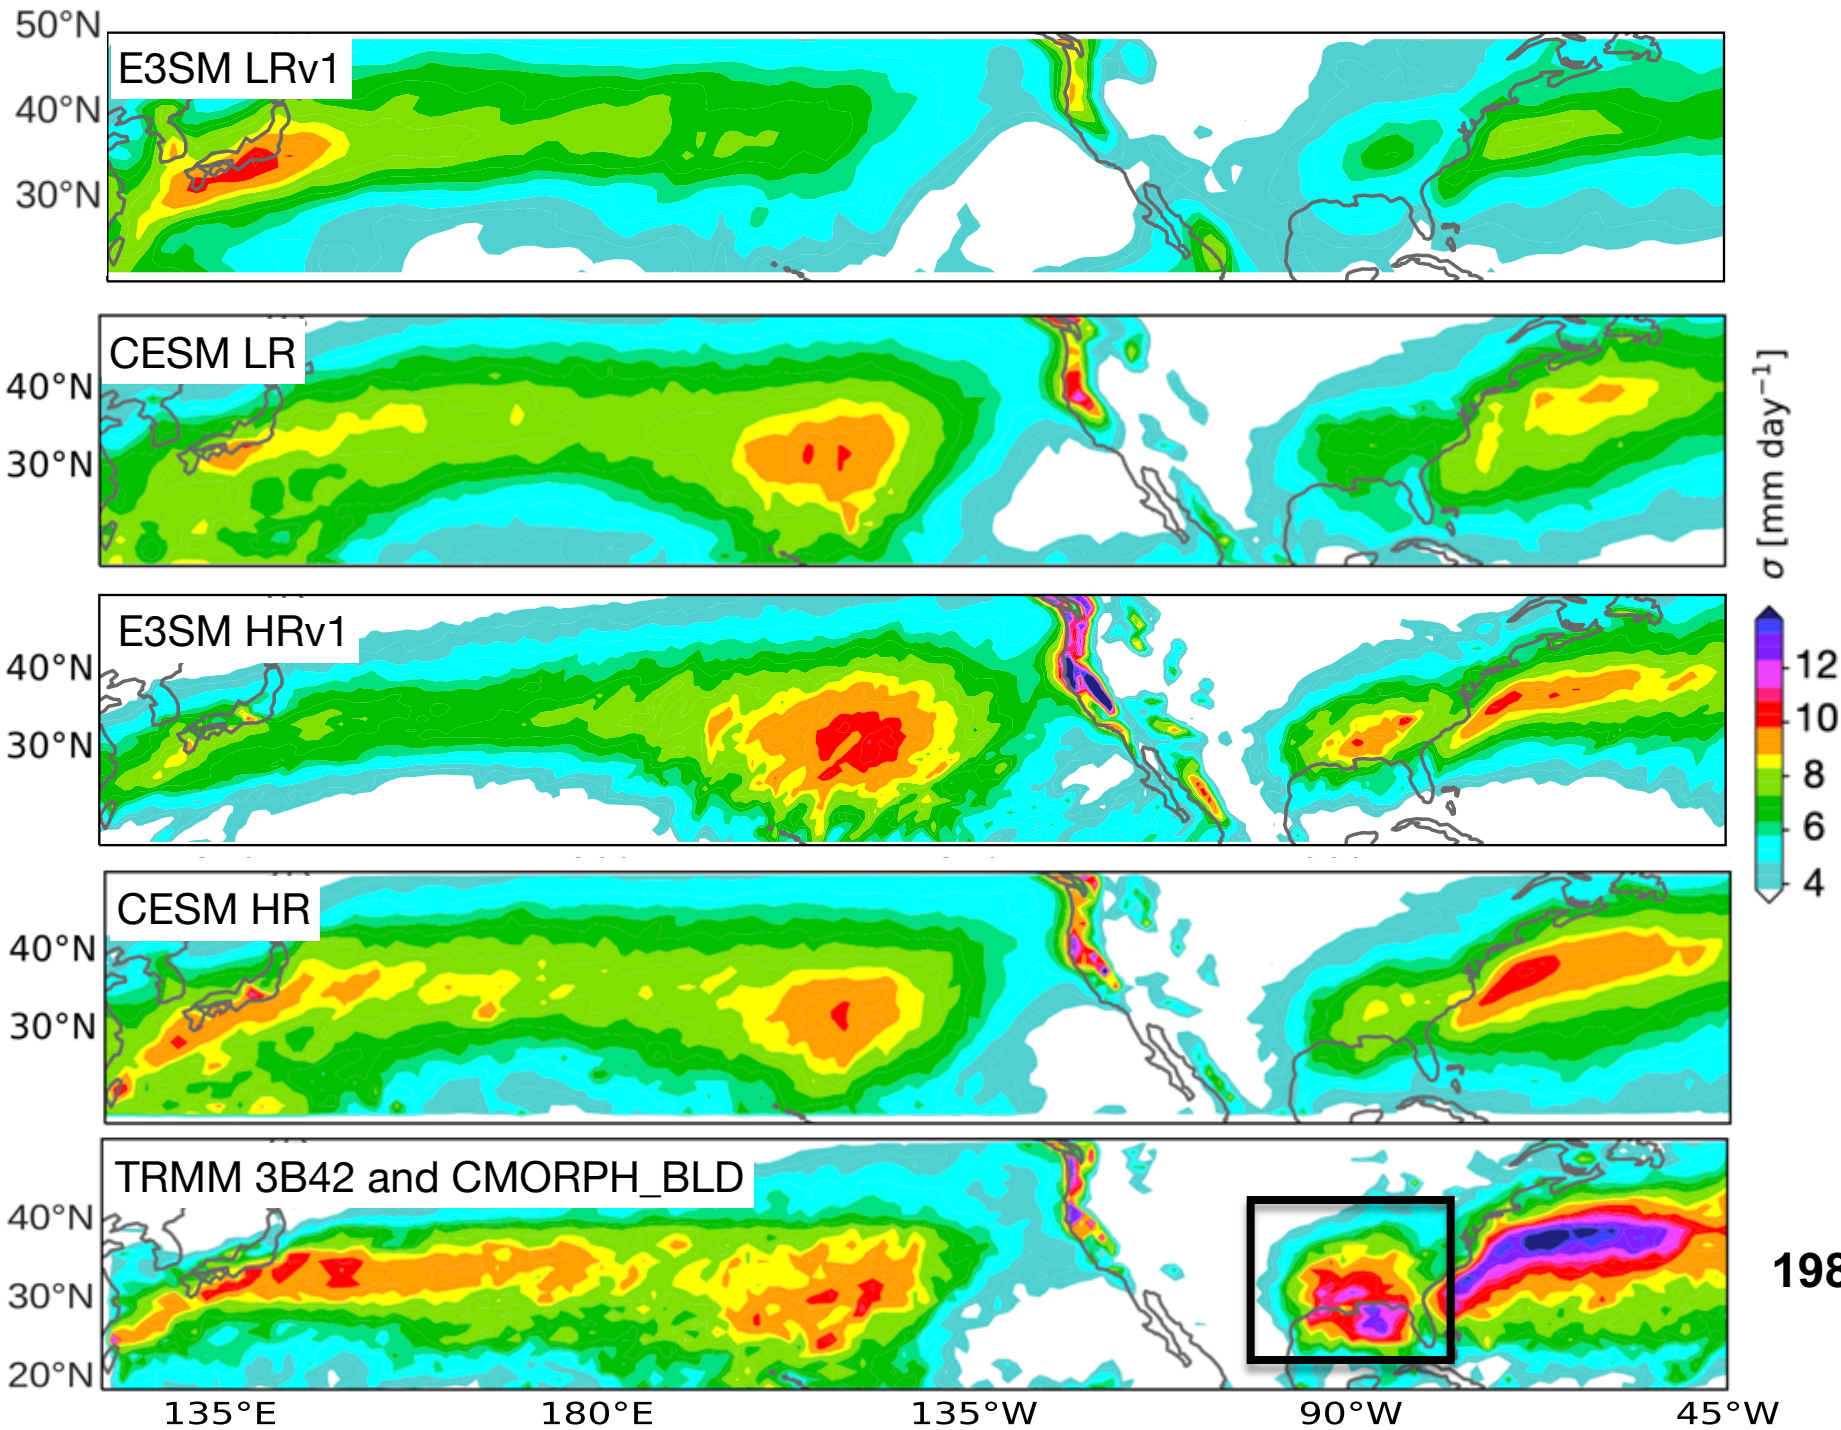 50°N
E3SM LRv1
40°N
30°N
CESM LR
40°N
30°N
σ [mm day⁻¹]
E3SM HRv1
40°N
30°N
12
10
8
6
4
CESM HR
40°N
30°N
TRMM 3B42 and CMORPH_BLD
40°N
30°N
20°N
198
135°E 180°E 135°W 90°W 45°W